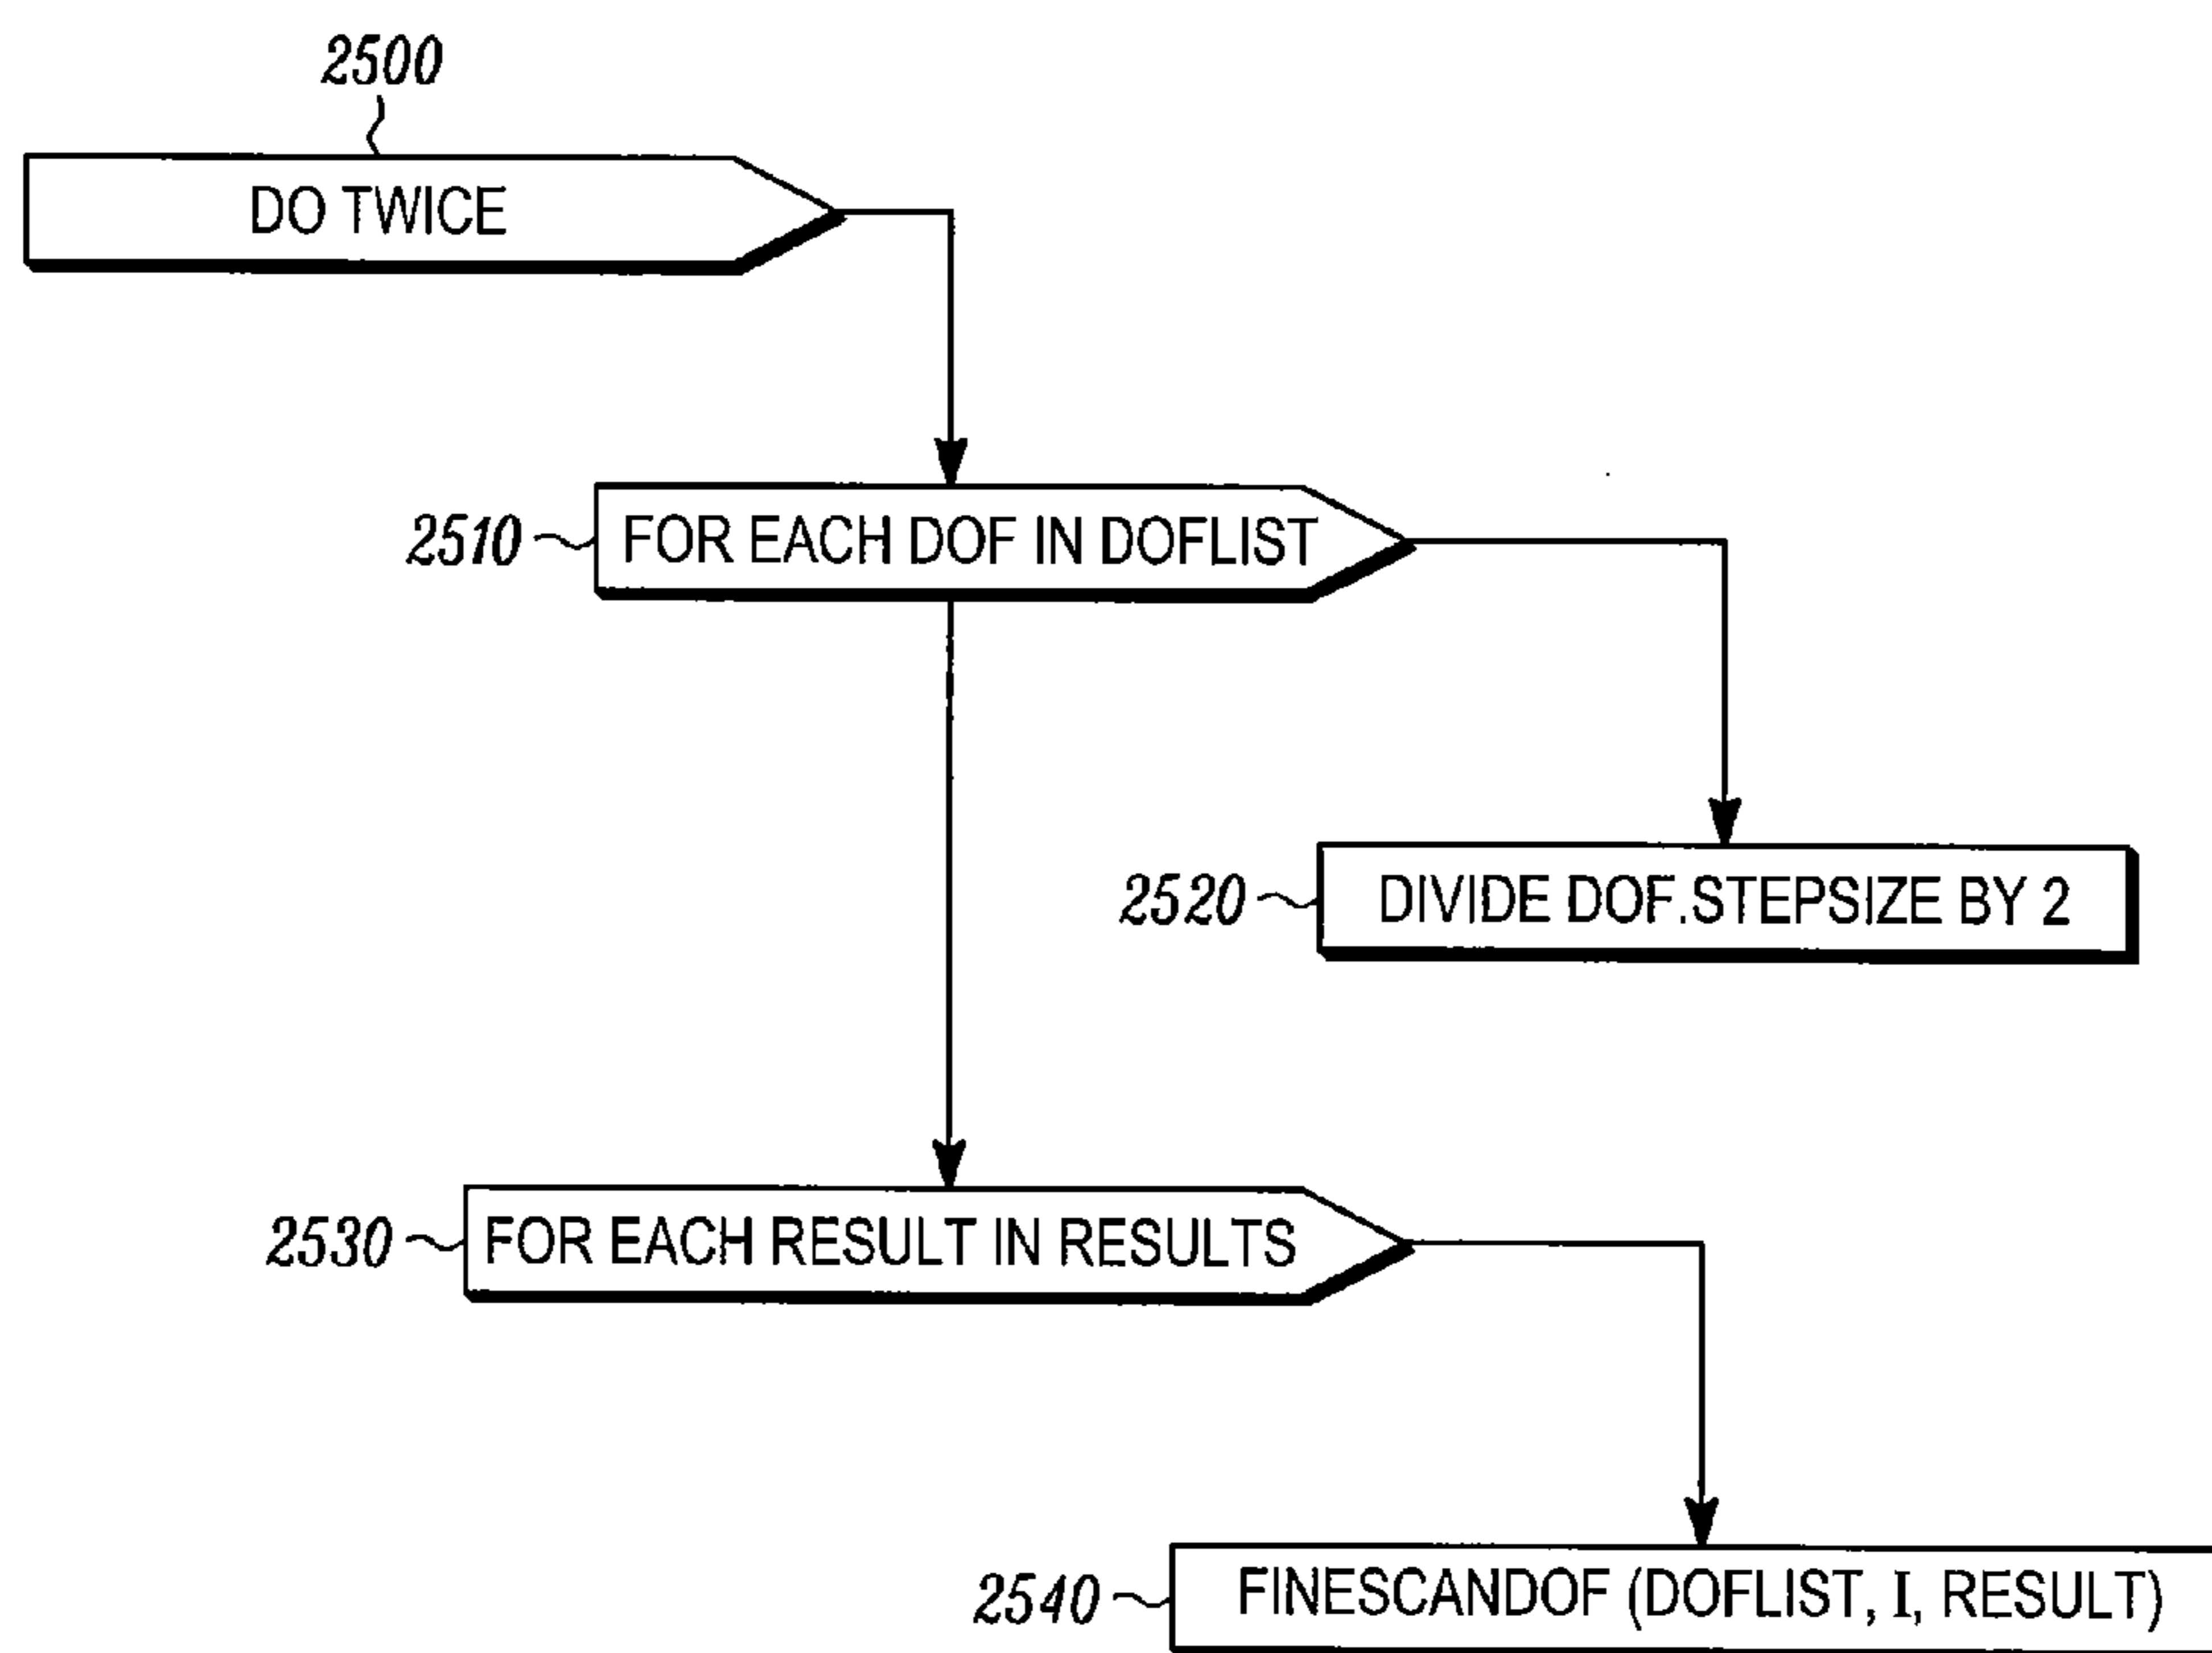 2500
DO TWICE
2510
FOR EACH DOF IN DOFLIST
2520
DIVIDE DOF.STEPSIZE BY 2
2530
FOR EACH RESULT IN RESULTS
2540
FINESCANDOF (DOFLIST, I, RESULT)